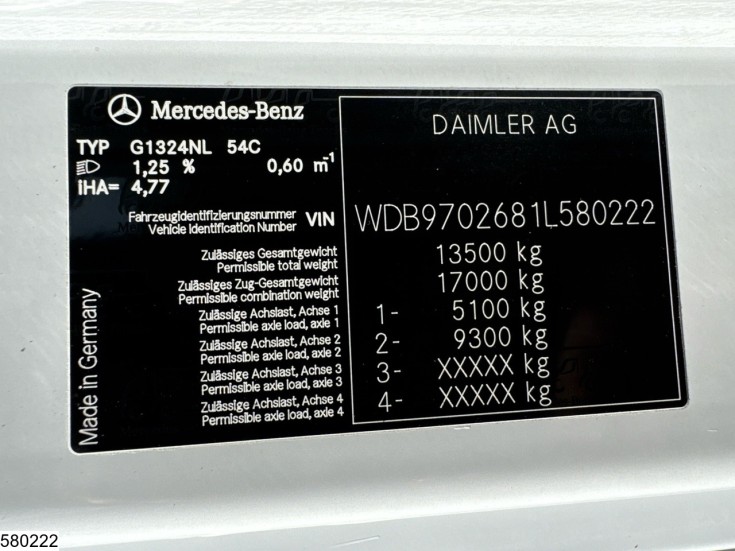 Mercedes-Benz
TYP G1324NL 54C
1,25 % 0,60 m⁻¹
iHA= 4,77
Fahrzeugidentifizierungsnummer
Vehicle Identification Number VIN
Zulässiges Gesamtgewicht
Permissible total weight
Zulässiges Zug-Gesamtgewicht
Permissible combination weight
Zulässige Achslast, Achse 1
Permissible axle load, axle 1
Zulässige Achslast, Achse 2
Permissible axle load, axle 2
Zulässige Achslast, Achse 3
Permissible axle load, axle 3
Zulässige Achslast, Achse 4
Permissible axle load, axle 4
Made in Germany
DAIMLER AG
WDB9702681L580222
13500 kg
17000 kg
1- 5100 kg
2- 9300 kg
3- XXXXX kg
4- XXXXX kg
580222